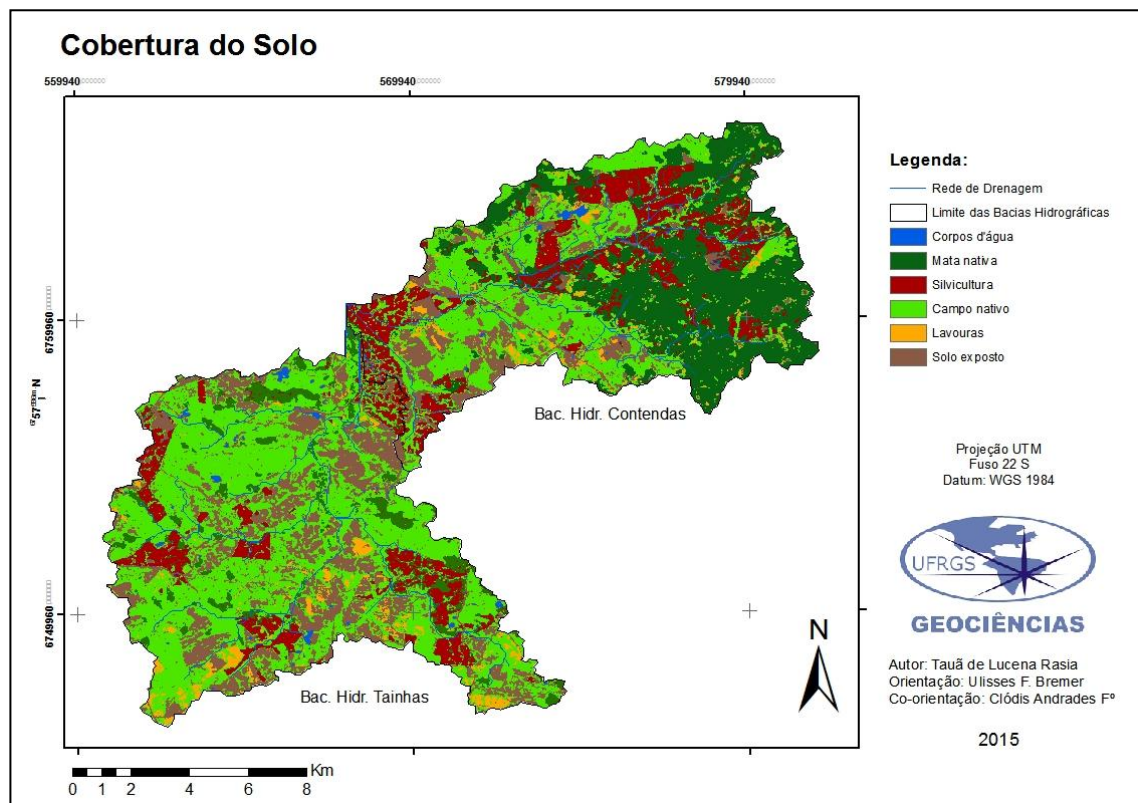 Cobertura do Solo
559940
569940
579940
6759960
6749960
N
Bac. Hidr. Contendas
Bac. Hidr. Tainhas
0 1 2 4 6 8 Km
Legenda:
Rede de Drenagem
Limite das Bacias Hidrográficas
Corpos d'água
Mata nativa
Silvicultura
Campo nativo
Lavouras
Solo exposto
Projeção UTM
Fuso 22 S
Datum: WGS 1984
UFRGS
GEOCIÊNCIAS
N
Autor: Tauã de Lucena Rasia
Orientação: Ulisses F. Bremer
Co-orientação: Clódis Andrades Fº
2015